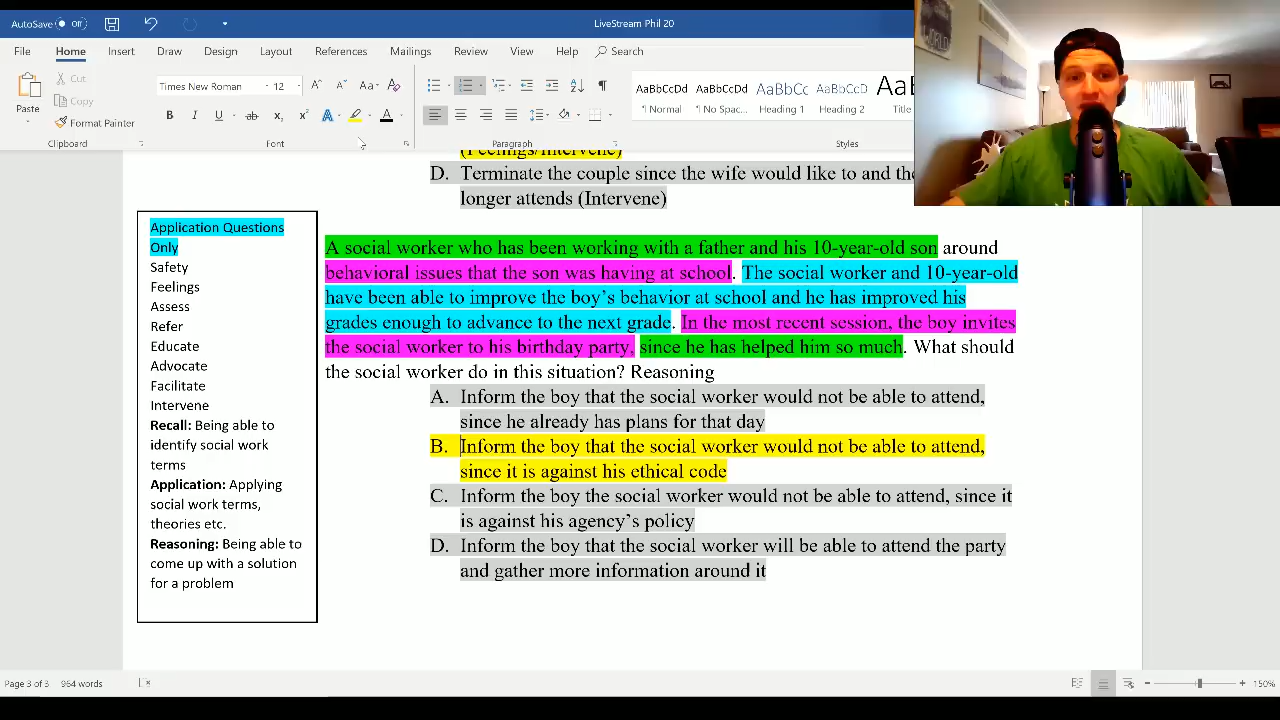 AutoSave Off
LiveStream Phil 20
File Home Insert Draw Design Layout References Mailings Review View Help Search
Paste
Cut
Copy
Format Painter
Clipboard
Times New Roman 12
Font
Paragraph
AaBbCcDd AaBbCcDd AaBbCc AaBbCcD
Normal No Spac... Heading 1 Heading 2 Title
Styles
(Feelings/Intervene)
D. Terminate the couple since the wife would like to and the
longer attends (Intervene)
Application Questions
Only
Safety
Feelings
Assess
Refer
Educate
Advocate
Facilitate
Intervene
Recall: Being able to
identify social work
terms
Application: Applying
social work terms,
theories etc.
Reasoning: Being able to
come up with a solution
for a problem
A social worker who has been working with a father and his 10-year-old son around
behavioral issues that the son was having at school. The social worker and 10-year-old
have been able to improve the boy’s behavior at school and he has improved his
grades enough to advance to the next grade. In the most recent session, the boy invites
the social worker to his birthday party, since he has helped him so much. What should
the social worker do in this situation? Reasoning
A. Inform the boy that the social worker would not be able to attend,
since he already has plans for that day
B. Inform the boy that the social worker would not be able to attend,
since it is against his ethical code
C. Inform the boy the social worker would not be able to attend, since it
is against his agency’s policy
D. Inform the boy that the social worker will be able to attend the party
and gather more information around it
Page 3 of 3 964 words
150%